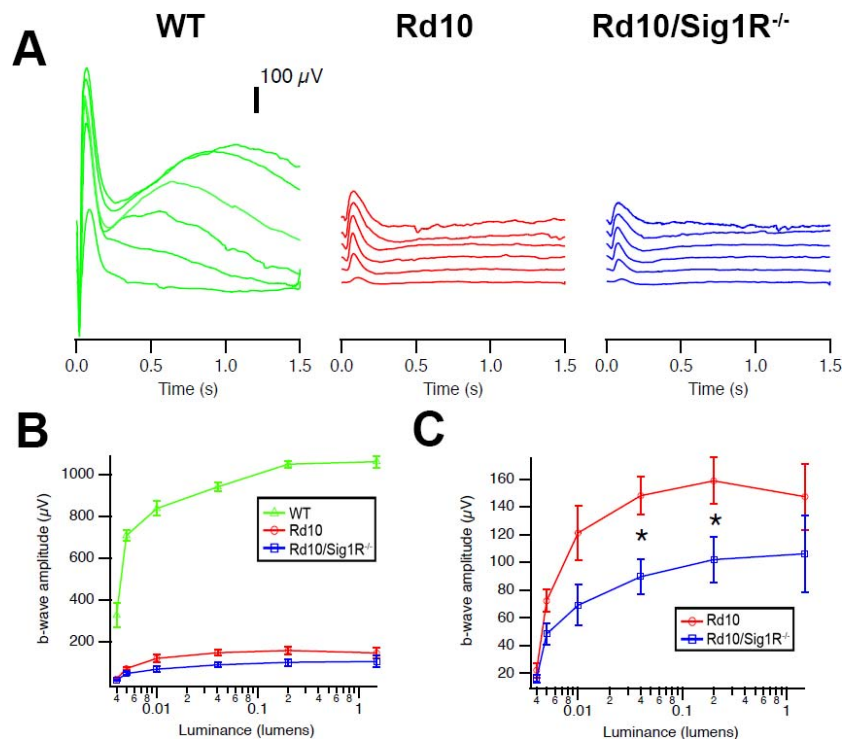 WT Rd10 Rd10/Sig1R-/-
A
100 µV
0.0 0.5 1.0 1.5 0.0 0.5 1.0 1.5 0.0 0.5 1.0 1.5
Time (s) Time (s) Time (s)
B
b-wave amplitude (µV)
1000
800
600
400
200
WT
Rd10
Rd10/Sig1R-/-
4 6 8 0.01 2 4 6 8 0.1 2 4 6 8 1
Luminance (lumens)
C
b-wave amplitude (µV)
160
140
120
100
80
60
40
20
*
*
Rd10
Rd10/Sig1R-/-
4 6 8 0.01 2 4 6 8 0.1 2 4 6 8 1
Luminance (lumens)